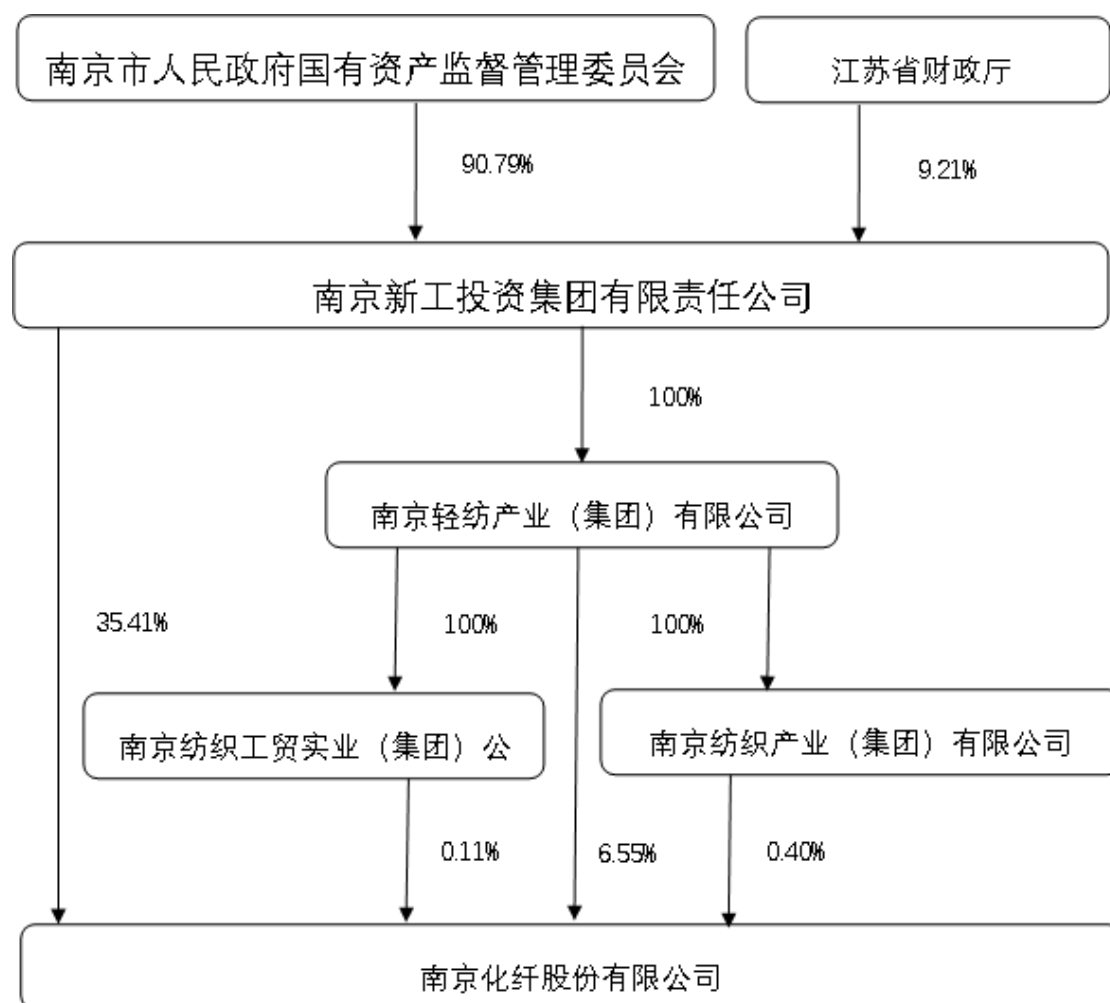 南京市人民政府国有资产监督管理委员会
江苏省财政厅
90.79%
9.21%
南京新工投资集团有限责任公司
100%
南京轻纺产业（集团）有限公司
35.41%
100%
100%
南京纺织工贸实业（集团）公
南京纺织产业（集团）有限公司
0.11%
6.55%
0.40%
南京化纤股份有限公司